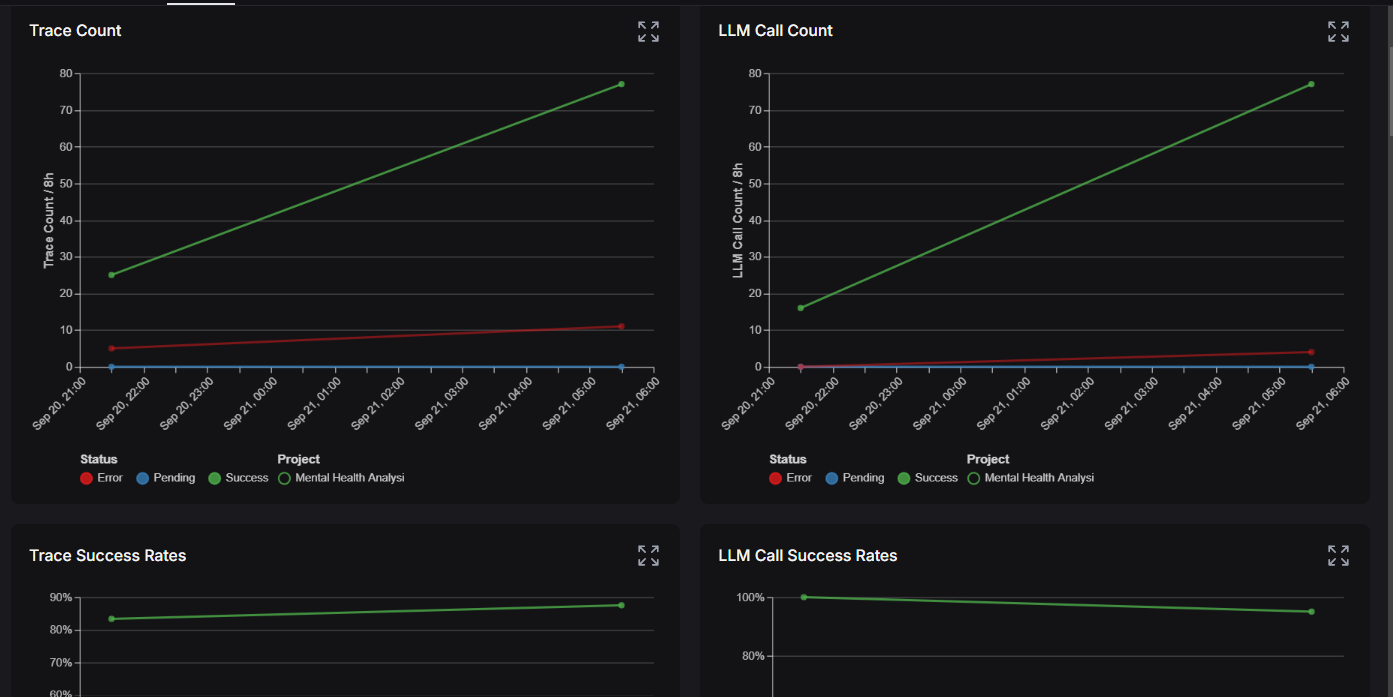 Trace Count
80
70
60
50
40
30
20
10
0
Trace Count / 8h
Sep 20, 21:00
Sep 20, 22:00
Sep 20, 23:00
Sep 21, 00:00
Sep 21, 01:00
Sep 21, 02:00
Sep 21, 03:00
Sep 21, 04:00
Sep 21, 05:00
Sep 21, 06:00
Status
Project
Error Pending Success Mental Health Analysi
LLM Call Count
80
70
60
50
40
30
20
10
0
LLM Call Count / 8h
Sep 20, 21:00
Sep 20, 22:00
Sep 20, 23:00
Sep 21, 00:00
Sep 21, 01:00
Sep 21, 02:00
Sep 21, 03:00
Sep 21, 04:00
Sep 21, 05:00
Sep 21, 06:00
Status
Project
Error Pending Success Mental Health Analysi
Trace Success Rates
90%
80%
70%
60%
LLM Call Success Rates
100%
80%